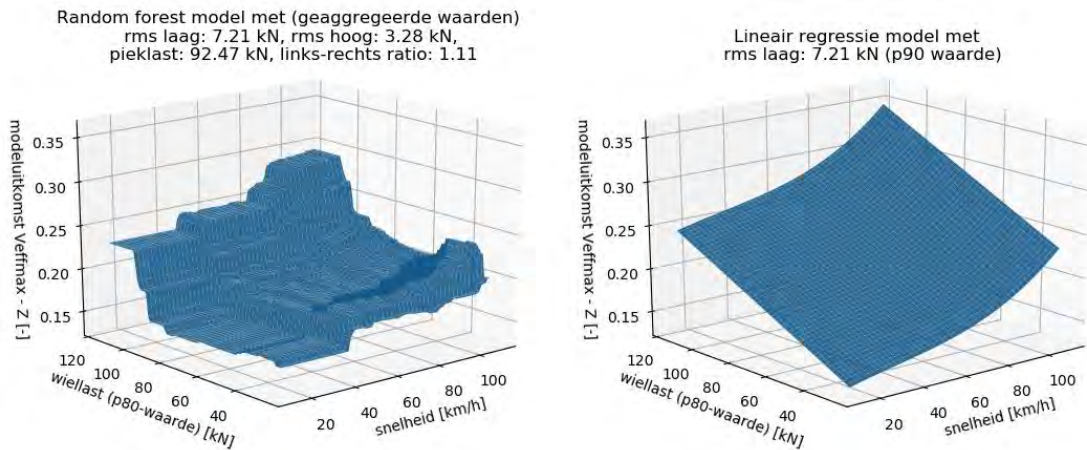 Random forest model met (geaggregeerde waarden)
rms laag: 7.21 kN, rms hoog: 3.28 kN,
pieklast: 92.47 kN, links-rechts ratio: 1.11
modeluitkomst Veffmax - Z [-]
0.35
0.30
0.25
0.20
0.15
120
100
80
60
40
wiellast (p80-waarde) [kN]
20
40
60
80
100
snelheid [km/h]
Lineair regressie model met
rms laag: 7.21 kN (p90 waarde)
modeluitkomst Veffmax - Z [-]
0.35
0.30
0.25
0.20
0.15
120
100
80
60
40
wiellast (p80-waarde) [kN]
20
40
60
80
100
snelheid [km/h]